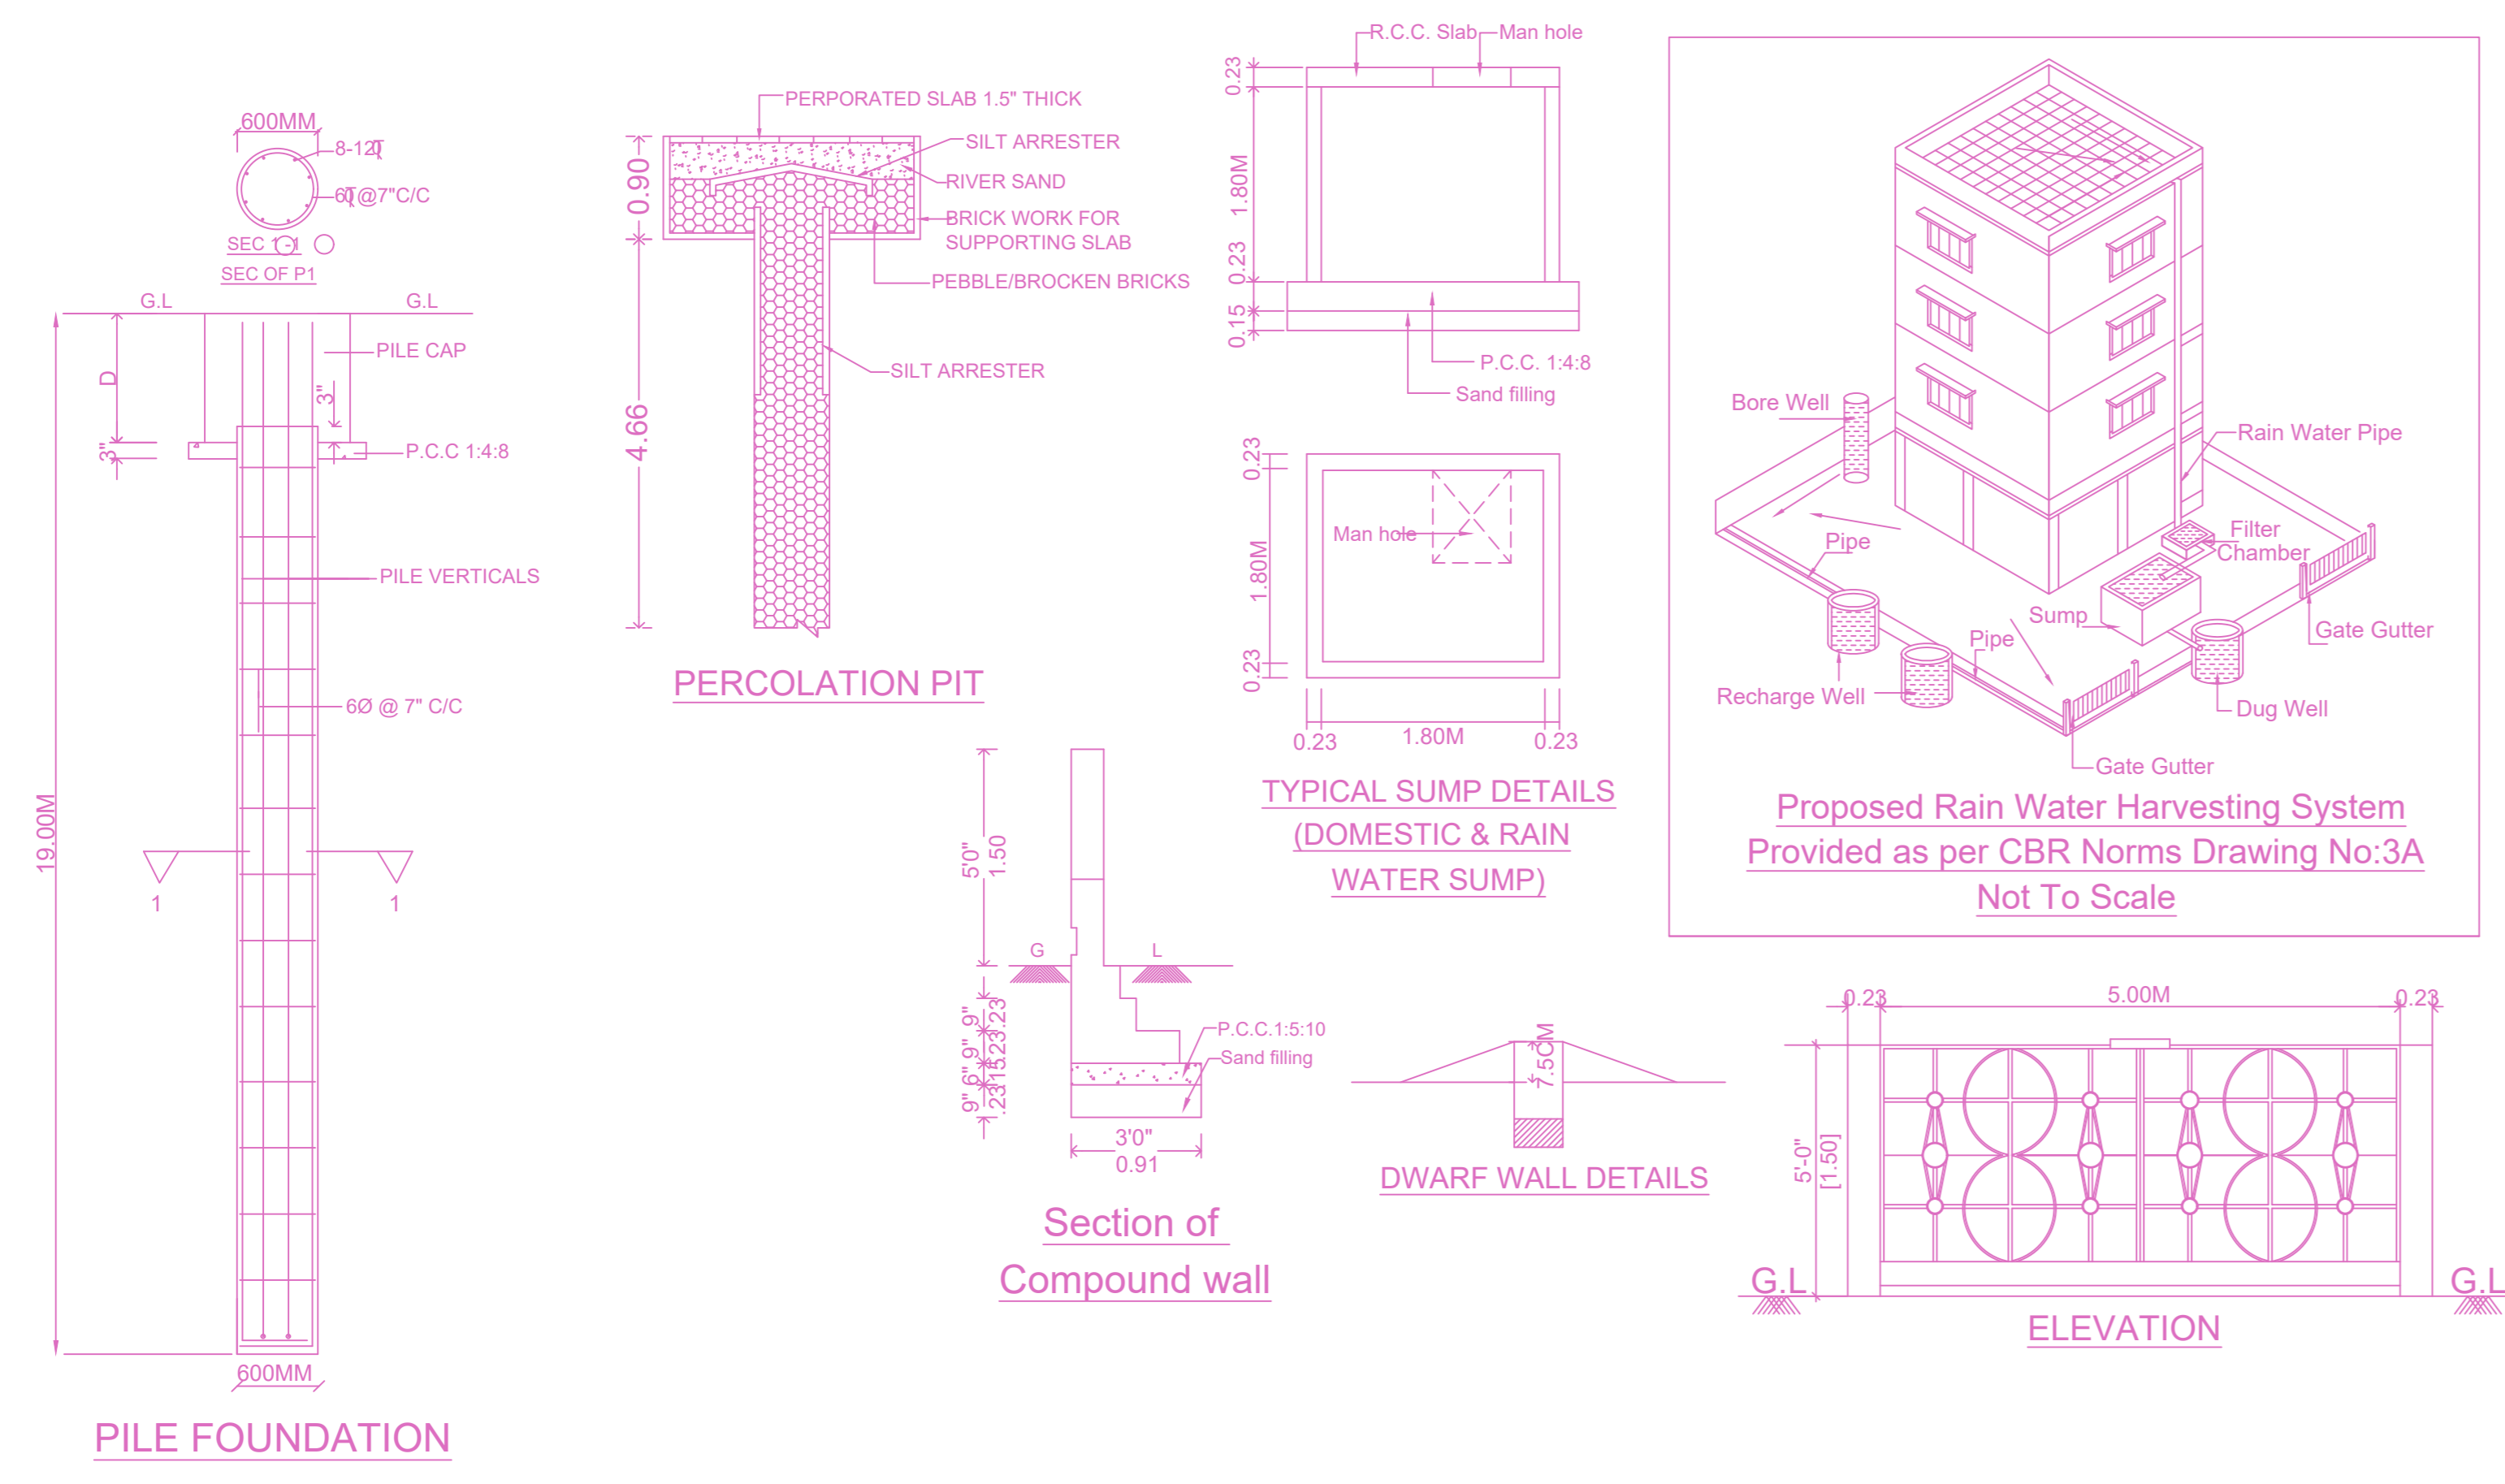 600MM
8-12
6 @7"C/C
SEC 1-1
SEC OF P1
G.L
G.L
PILE CAP
D
3"
3"
P.C.C 1:4:8
PILE VERTICALS
6Ø @ 7" C/C
19.00M
1
1
600MM
PILE FOUNDATION
PERPORATED SLAB 1.5" THICK
SILT ARRESTER
RIVER SAND
BRICK WORK FOR
SUPPORTING SLAB
PEBBLE/BROCKEN BRICKS
SILT ARRESTER
0.90
4.66
PERCOLATION PIT
R.C.C. Slab
Man hole
0.23
1.80M
0.23
0.15
P.C.C. 1:4:8
Sand filling
0.23
1.80M
0.23
Man hole
0.23
1.80M
0.23
TYPICAL SUMP DETAILS
(DOMESTIC & RAIN
WATER SUMP)
5'0"
1.50
G
L
9"
.23
9"
.23
6"
.15
9"
.23
P.C.C.1:5:10
Sand filling
3'0"
0.91
Section of
Compound wall
7.5CM
DWARF WALL DETAILS
Bore Well
Rain Water Pipe
Pipe
Filter
Chamber
Sump
Pipe
Gate Gutter
Recharge Well
Dug Well
Gate Gutter
Proposed Rain Water Harvesting System
Provided as per CBR Norms Drawing No:3A
Not To Scale
0.23
5.00M
0.23
5'-0"
[1.50]
G.L
G.L
ELEVATION